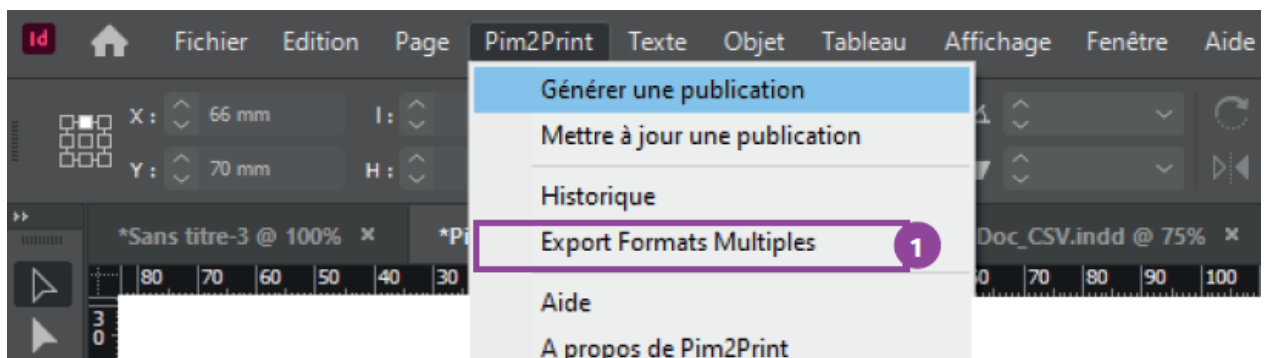 Id Fichier Edition Page Pim2Print Texte Objet Tableau Affichage Fenêtre Aide
Générer une publication
X : 66 mm I :
Mettre à jour une publication
Y : 70 mm H :
Historique
*Sans titre-3 @ 100% × *Pi Export Formats Multiples 1 Doc_CSV.indd @ 75% ×
80 70 60 50 40 30 70 80 90 100
Aide
3
0
A propos de Pim2Print